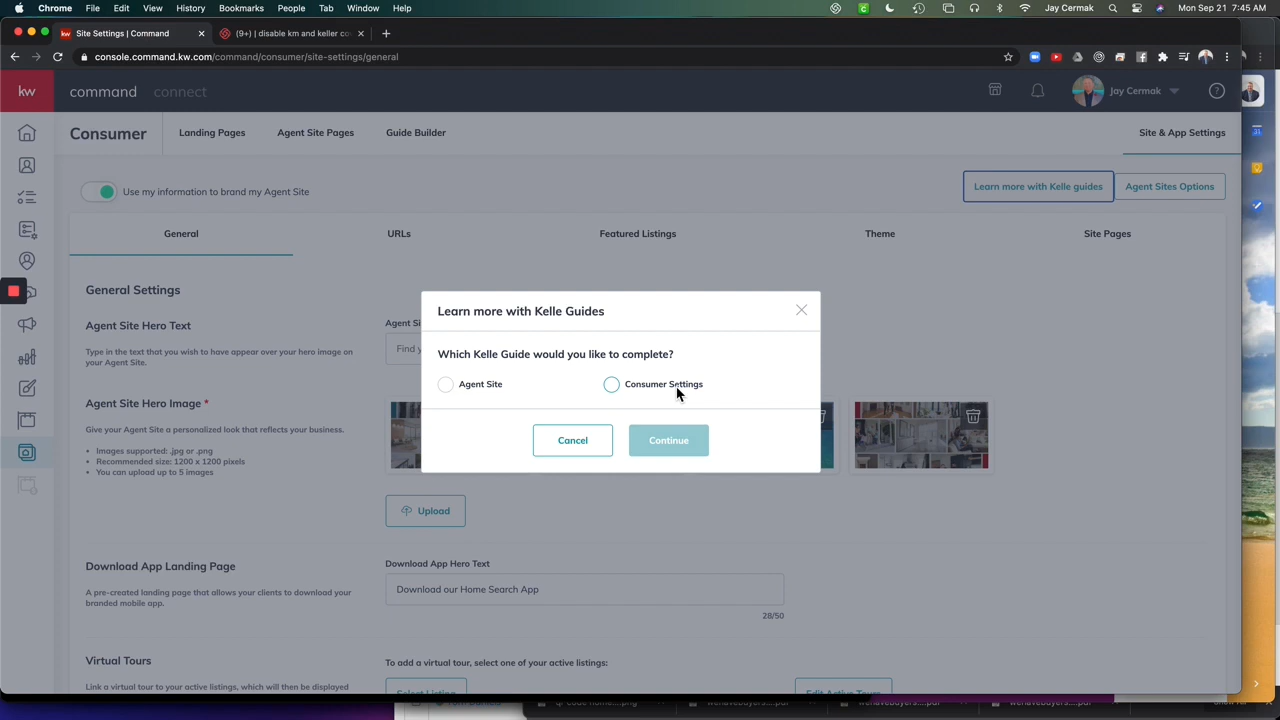 Chrome File Edit View History Bookmarks People Tab Window Help Jay Cermak Mon Sep 21 7:45 AM
kw Site Settings | Command (9+) | disable km and keller co
console.command.kw.com/command/consumer/site-settings/general
kw command connect Jay Cermak
Consumer Landing Pages Agent Site Pages Guide Builder Site & App Settings
Use my information to brand my Agent Site Learn more with Kelle guides Agent Sites Options
General URLs Featured Listings Theme Site Pages
General Settings
Agent Site Hero Text
Agent Si
Type in the text that you wish to have appear over your hero image on
your Agent Site.
Find y
Learn more with Kelle Guides
Which Kelle Guide would you like to complete?
Agent Site Consumer Settings
Cancel Continue
Agent Site Hero Image *
Give your Agent Site a personalized look that reflects your business.
• Images supported: .jpg or .png
• Recommended size: 1200 x 1200 pixels
• You can upload up to 5 images
Upload
Download App Landing Page
A pre-created landing page that allows your clients to download your
branded mobile app.
Download App Hero Text
Download our Home Search App
28/50
Virtual Tours
Link a virtual tour to your active listings, which will then be displayed
To add a virtual tour, select one of your active listings:
Select Listing Edit Active Tours